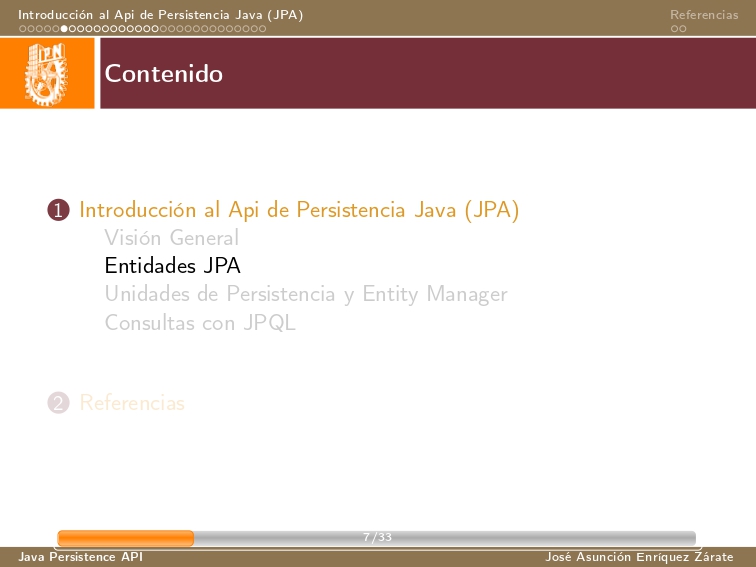 Introducción al Api de Persistencia Java (JPA)
Referencias
IPN
Contenido
1 Introducción al Api de Persistencia Java (JPA)
Visión General
Entidades JPA
Unidades de Persistencia y Entity Manager
Consultas con JPQL
2 Referencias
7/33
Java Persistence API
José Asunción Enríquez Zárate